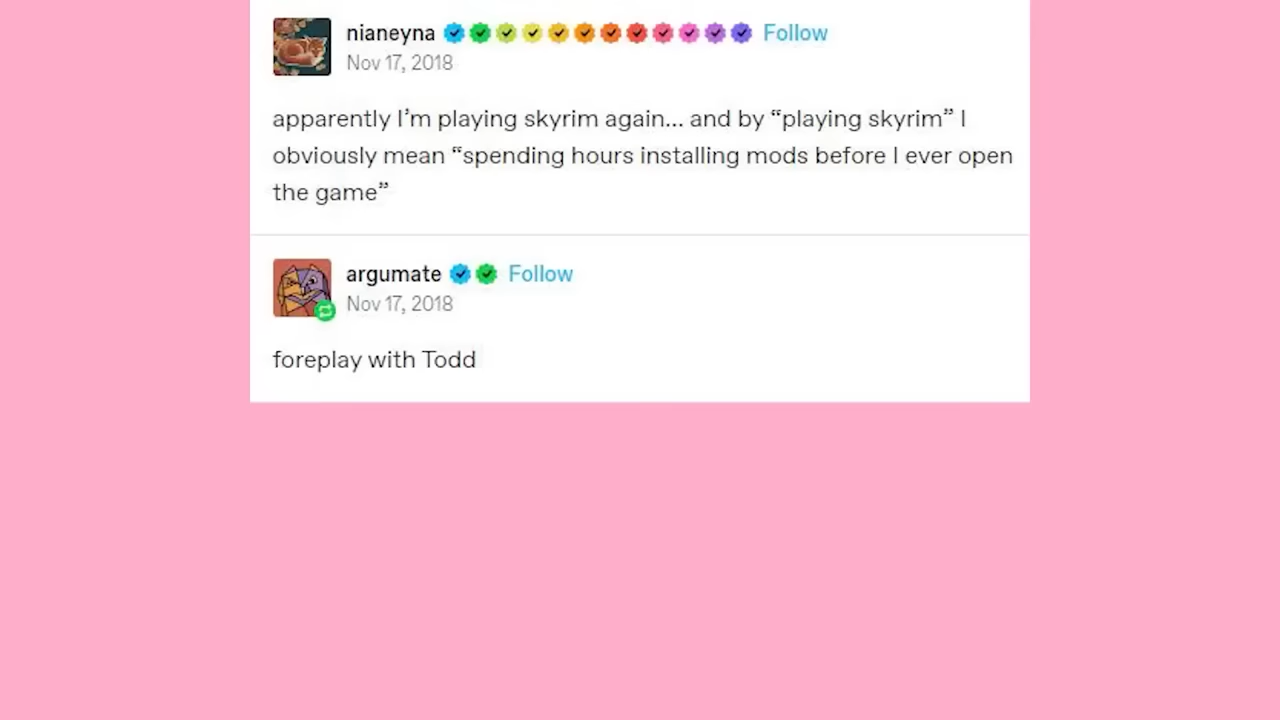 nianeyna Follow
Nov 17, 2018
apparently I’m playing skyrim again... and by “playing skyrim” I
obviously mean “spending hours installing mods before I ever open
the game”
argumate Follow
Nov 17, 2018
foreplay with Todd